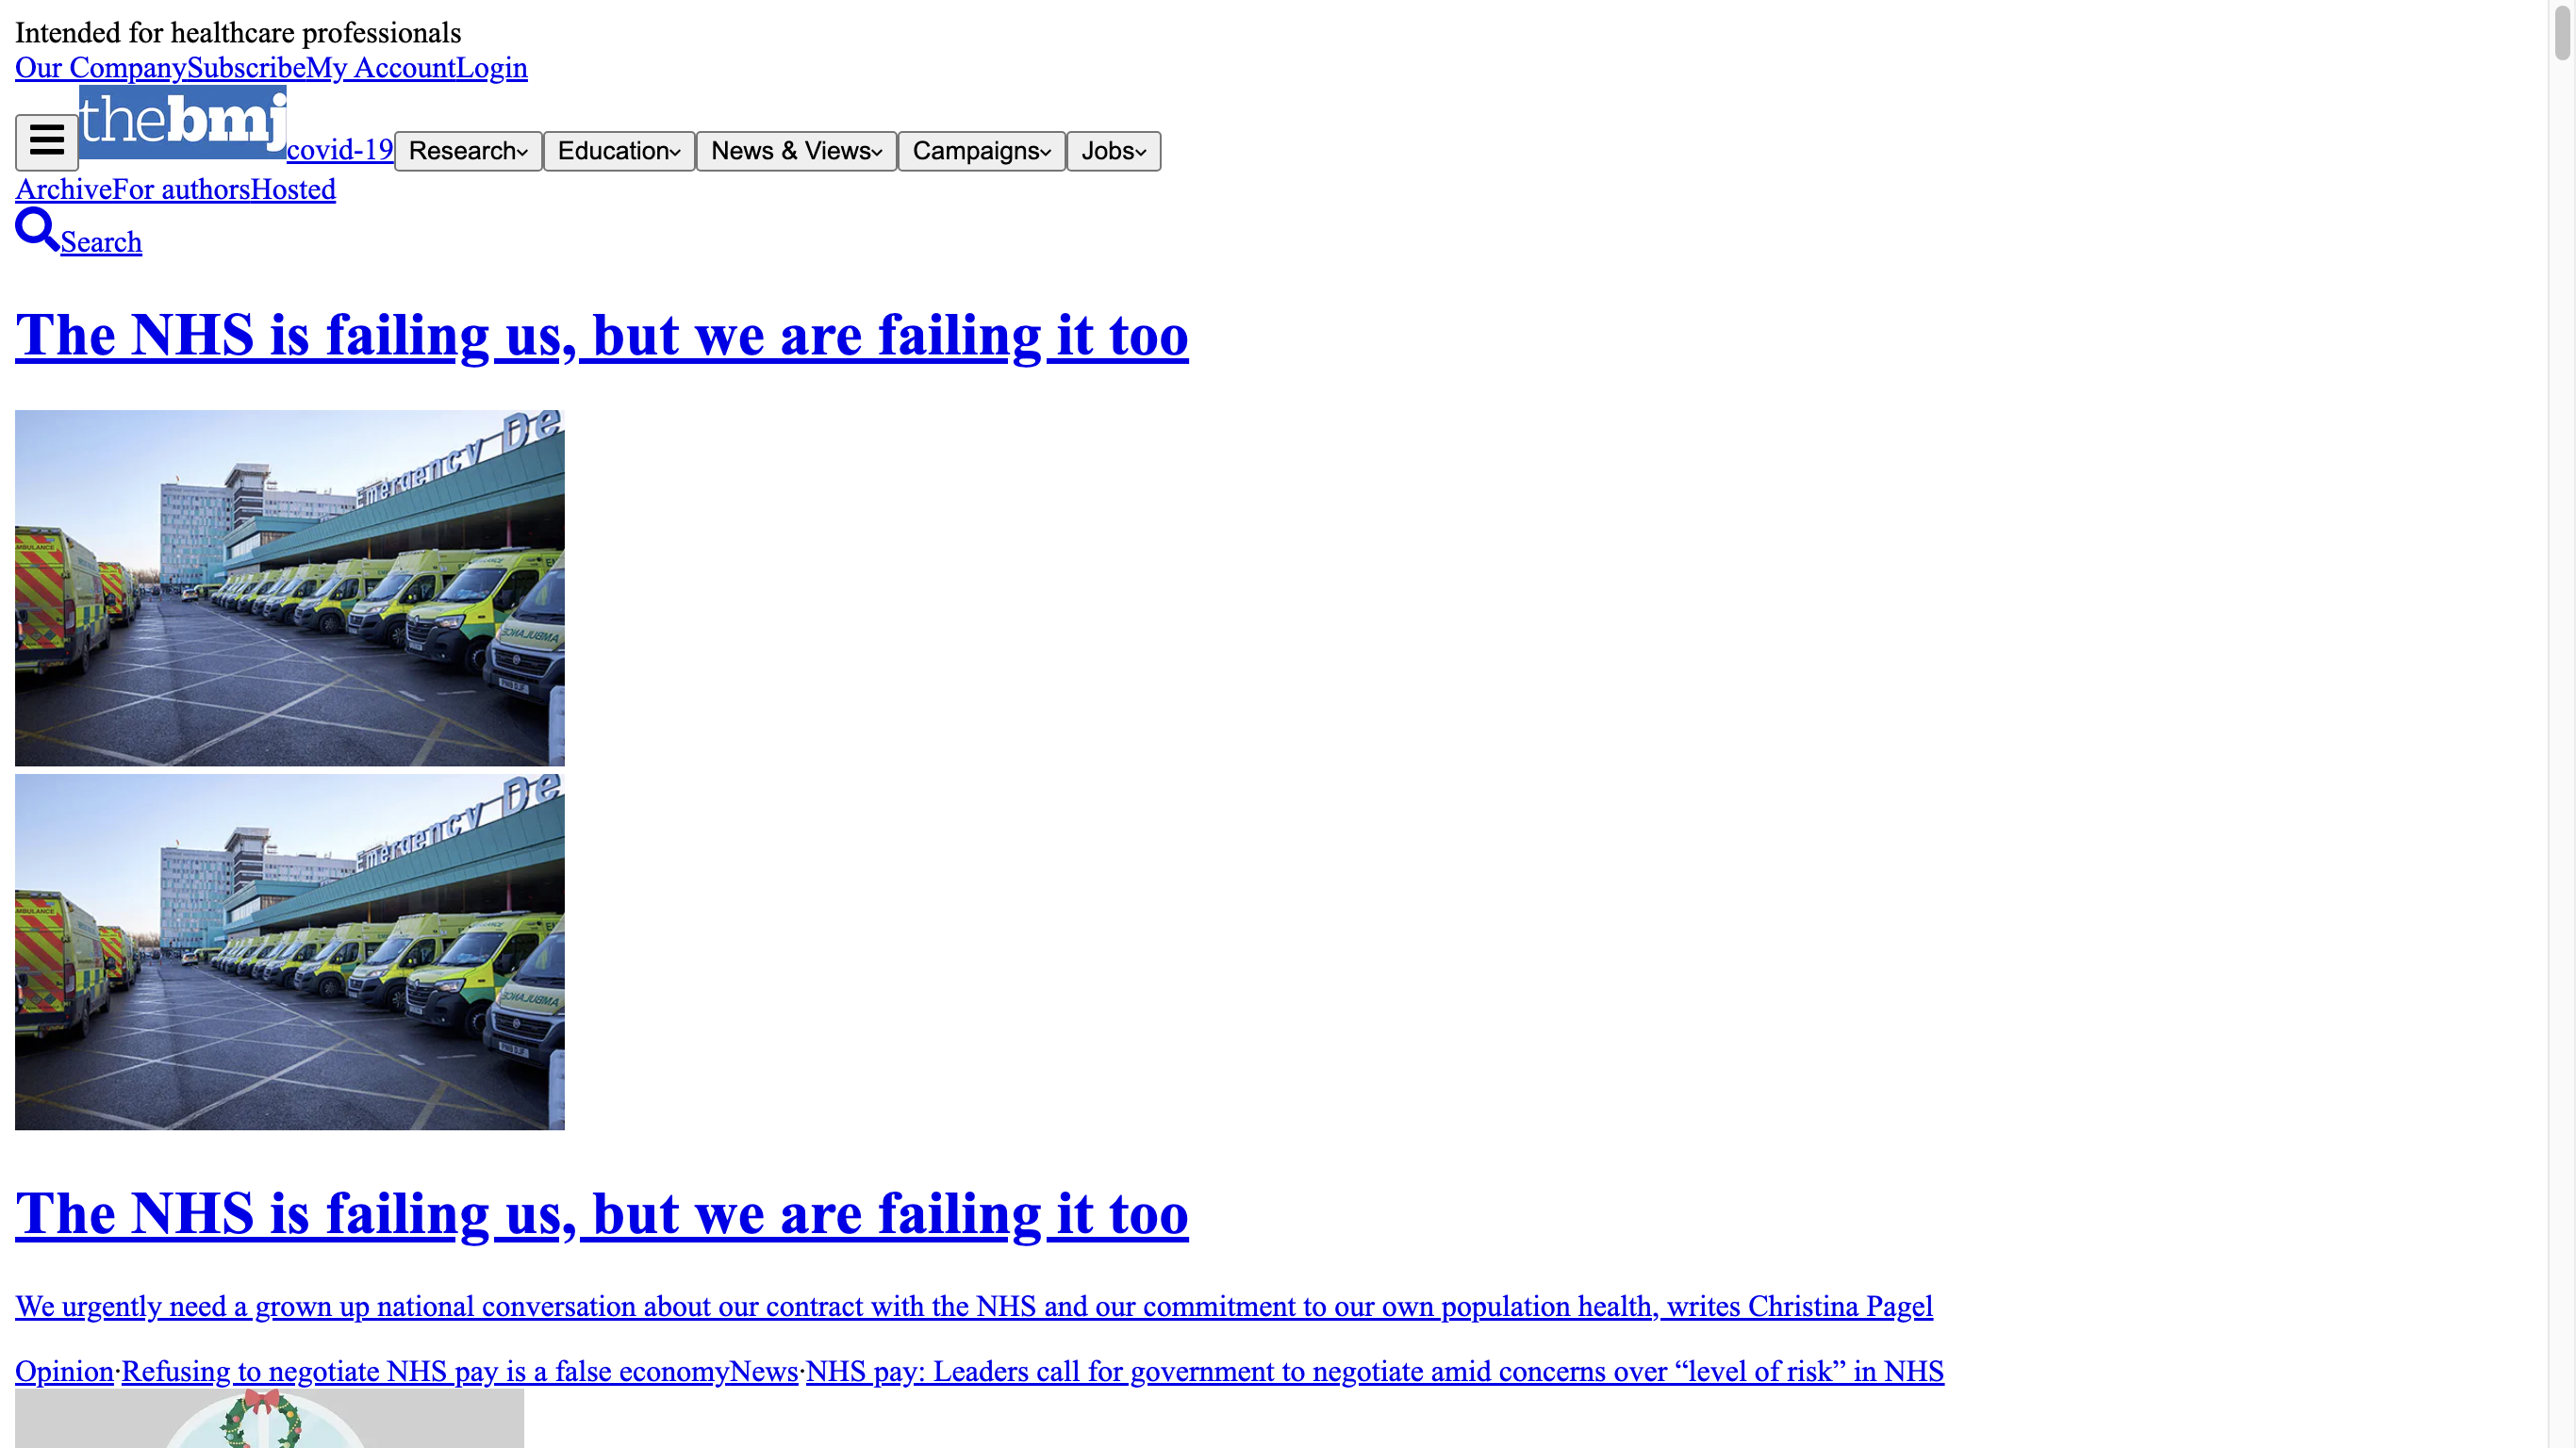 Intended for healthcare professionals
Our CompanySubscribeMy AccountLogin
thebmj covid-19 Research Education News & Views Campaigns Jobs
ArchiveFor authorsHosted
Search
The NHS is failing us, but we are failing it too
Emergency De
AMBULANCE
AMBULANCE
Emergency De
AMBULANCE
AMBULANCE
The NHS is failing us, but we are failing it too
We urgently need a grown up national conversation about our contract with the NHS and our commitment to our own population health, writes Christina Pagel
Opinion·Refusing to negotiate NHS pay is a false economyNews·NHS pay: Leaders call for government to negotiate amid concerns over “level of risk” in NHS